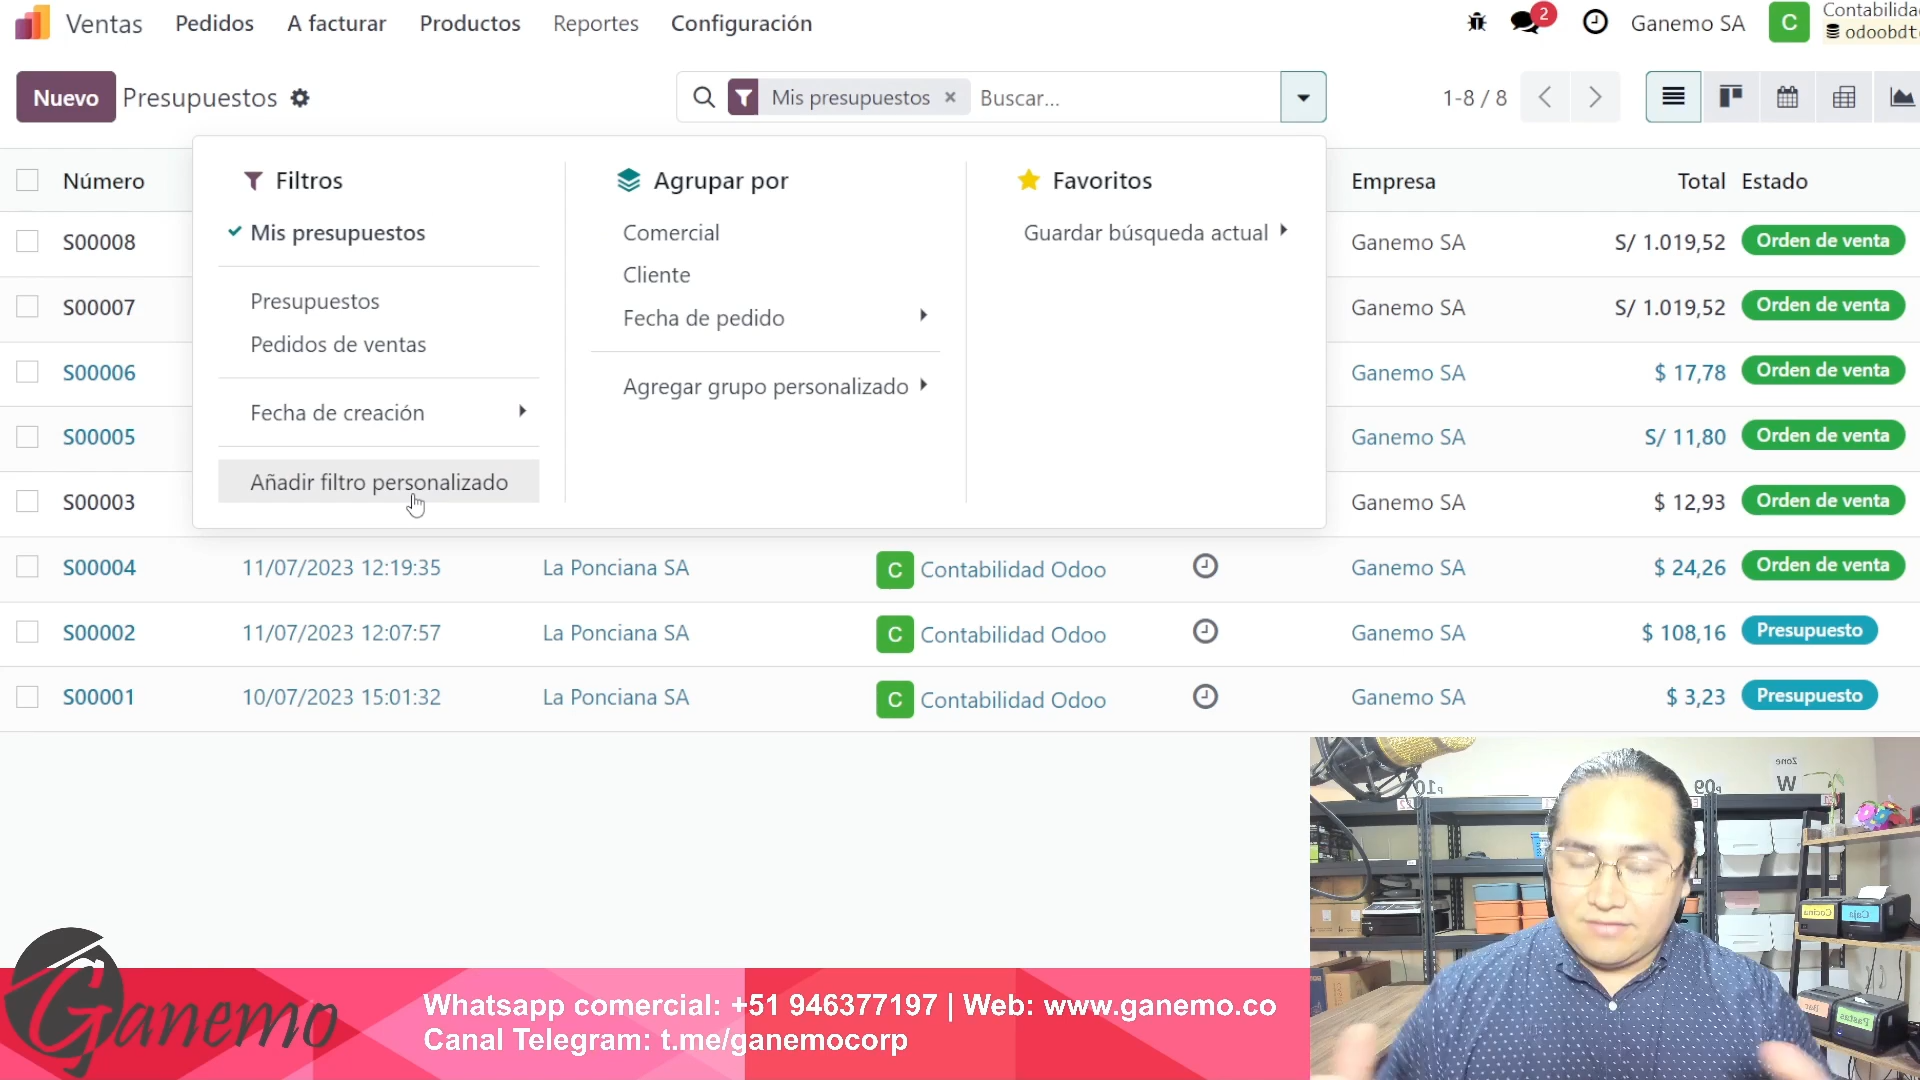 Ventas Pedidos A facturar Productos Reportes Configuración 2 Ganemo SA C Contabilida
odoobdt
Nuevo Presupuestos Mis presupuestos × Buscar... 1-8 / 8
Filtros Agrupar por Favoritos
Mis presupuestos Comercial Guardar búsqueda actual
Cliente
Presupuestos Fecha de pedido
Pedidos de ventas
Agregar grupo personalizado
Fecha de creación
Añadir filtro personalizado
Número Empresa Total Estado
S00008 Ganemo SA S/ 1.019,52 Orden de venta
S00007 Ganemo SA S/ 1.019,52 Orden de venta
S00006 Ganemo SA $ 17,78 Orden de venta
S00005 Ganemo SA S/ 11,80 Orden de venta
S00003 Ganemo SA $ 12,93 Orden de venta
S00004 11/07/2023 12:19:35 La Ponciana SA C Contabilidad Odoo Ganemo SA $ 24,26 Orden de venta
S00002 11/07/2023 12:07:57 La Ponciana SA C Contabilidad Odoo Ganemo SA $ 108,16 Presupuesto
S00001 10/07/2023 15:01:32 La Ponciana SA C Contabilidad Odoo Ganemo SA $ 3,23 Presupuesto
Zone
W
P10
P09
Cocina Caja
Bar Pastas
Ganemo
Whatsapp comercial: +51 946377197 | Web: www.ganemo.co
Canal Telegram: t.me/ganemocorp